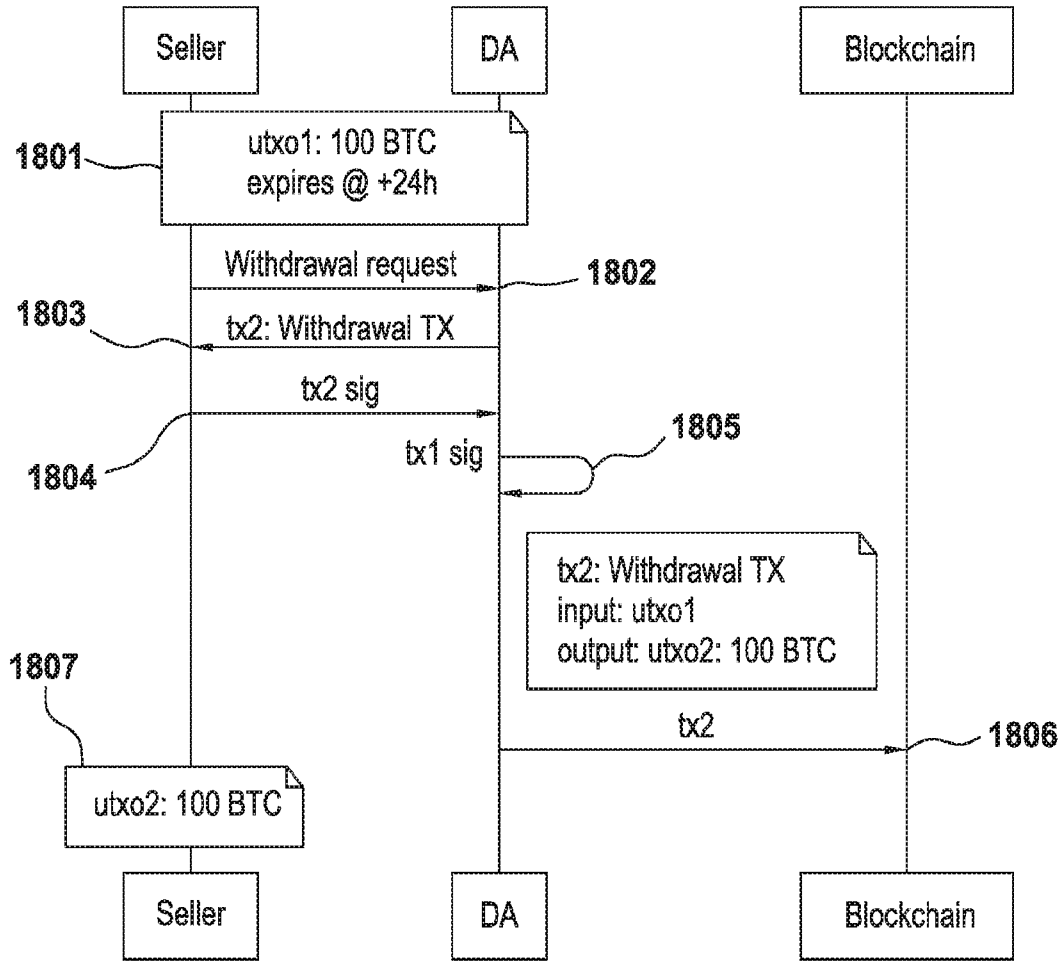 Seller
DA
Blockchain
1801
utxo1: 100 BTC
expires @ +24h
Withdrawal request
1802
1803
tx2: Withdrawal TX
tx2 sig
1804
tx1 sig
1805
tx2: Withdrawal TX
input: utxo1
output: utxo2: 100 BTC
1807
tx2
1806
utxo2: 100 BTC
Seller
DA
Blockchain